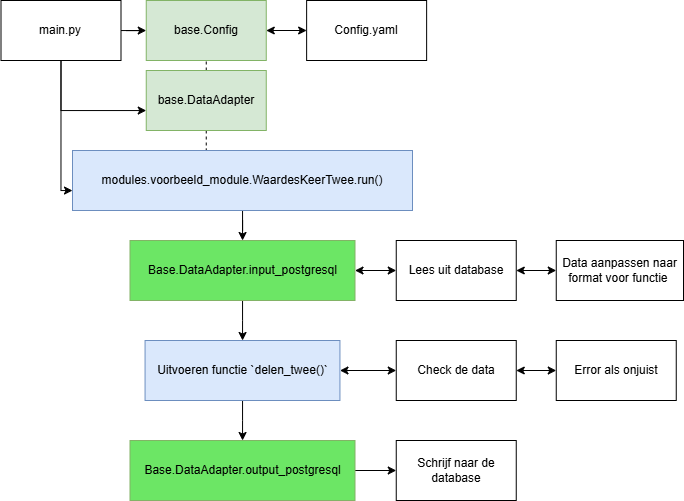 main.py
base.Config
Config.yaml
base.DataAdapter
modules.voorbeeld_module.WaardesKeerTwee.run()
Base.DataAdapter.input_postgresql
Lees uit database
Data aanpassen naar
format voor functie
Uitvoeren functie `delen_twee()`
Check de data
Error als onjuist
Base.DataAdapter.output_postgresql
Schrijf naar de
database